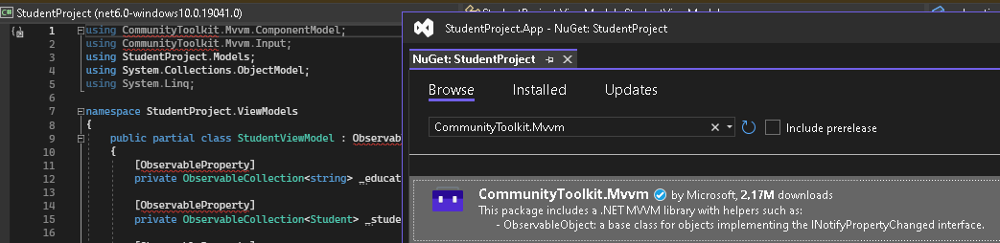 StudentProject (net6.0-windows10.0.19041.0)
1 using CommunityToolkit.Mvvm.ComponentModel;
2 using CommunityToolkit.Mvvm.Input;
3 using StudentProject.Models;
4 using System.Collections.ObjectModel;
5 using System.Linq;
6
7 namespace StudentProject.ViewModels
8 {
9 public partial class StudentViewModel : Observab
10 {
11 [ObservableProperty]
12 private ObservableCollection<string> _educat
13
14 [ObservableProperty]
15 private ObservableCollection<Student> _stude
16
StudentProject.App - NuGet: StudentProject
NuGet: StudentProject
Browse Installed Updates
CommunityToolkit.Mvvm
Include prerelease
CommunityToolkit.Mvvm by Microsoft, 2,17M downloads
This package includes a .NET MVVM library with helpers such as:
- ObservableObject: a base class for objects implementing the INotifyPropertyChanged interface.